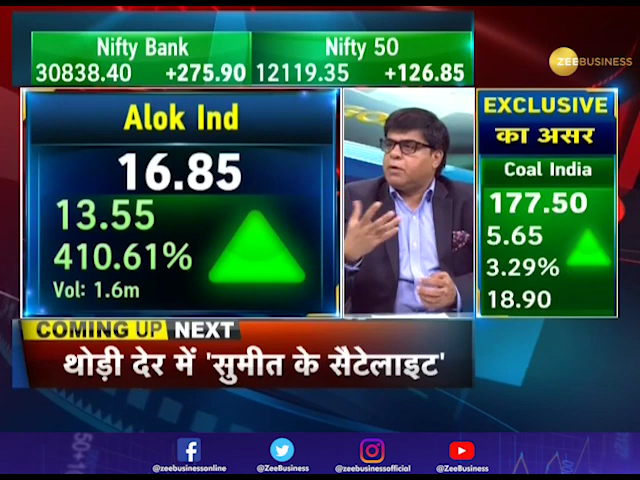 Nifty Bank
30838.40 +275.90
Nifty 50
12119.35 +126.85
ZEEBUSINESS
Alok Ind
16.85
13.55
410.61%
Vol: 1.6m
EXCLUSIVE
का असर
Coal India
177.50
5.65
3.29%
18.90
COMING UP NEXT
थोड़ी देर में 'सुमीत के सैटेलाइट'
@zeebusinessonline
@ZeeBusiness
@zeebusinessofficial
@ZeeBusiness